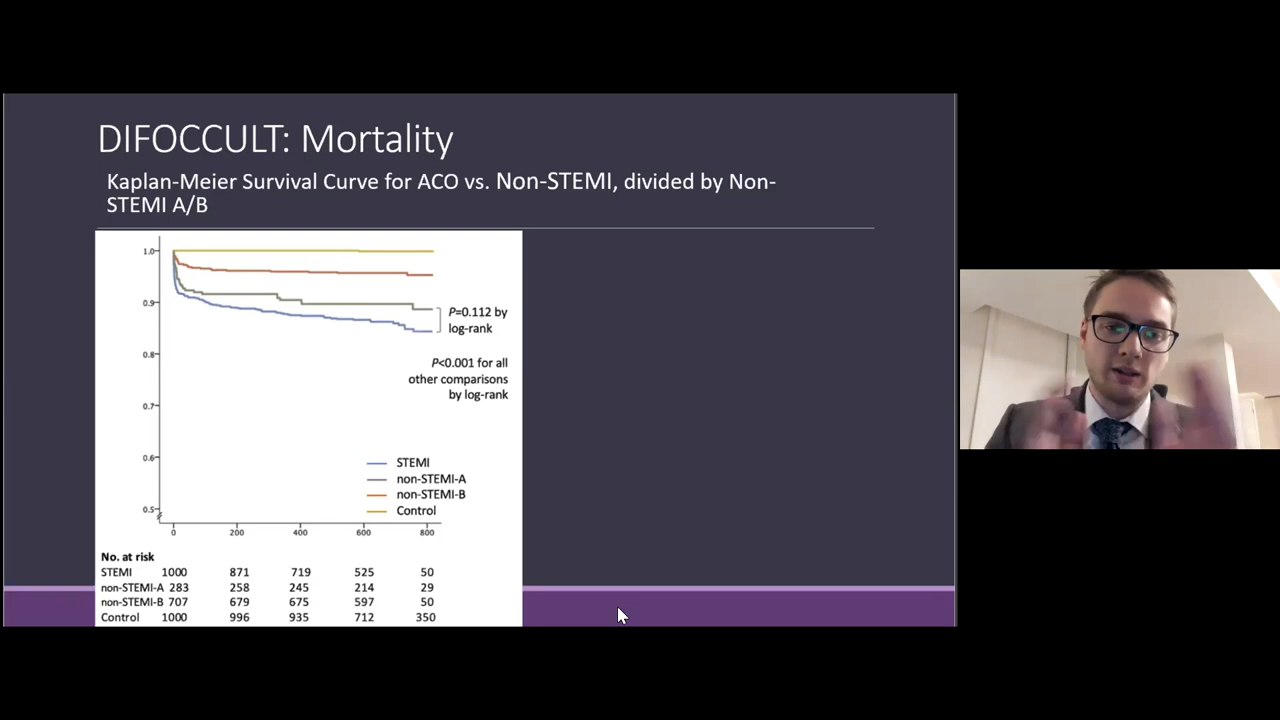 DIFOCCULT: Mortality
Kaplan-Meier Survival Curve for ACO vs. Non-STEMI, divided by Non-
STEMI A/B
1.0
0.9
0.8
0.7
0.6
0.5
P=0.112 by
log-rank
P<0.001 for all
other comparisons
by log-rank
STEMI
non-STEMI-A
non-STEMI-B
Control
0 200 400 600 800
No. at risk
STEMI 1000 871 719 525 50
non-STEMI-A 283 258 245 214 29
non-STEMI-B 707 679 675 597 50
Control 1000 996 935 712 350